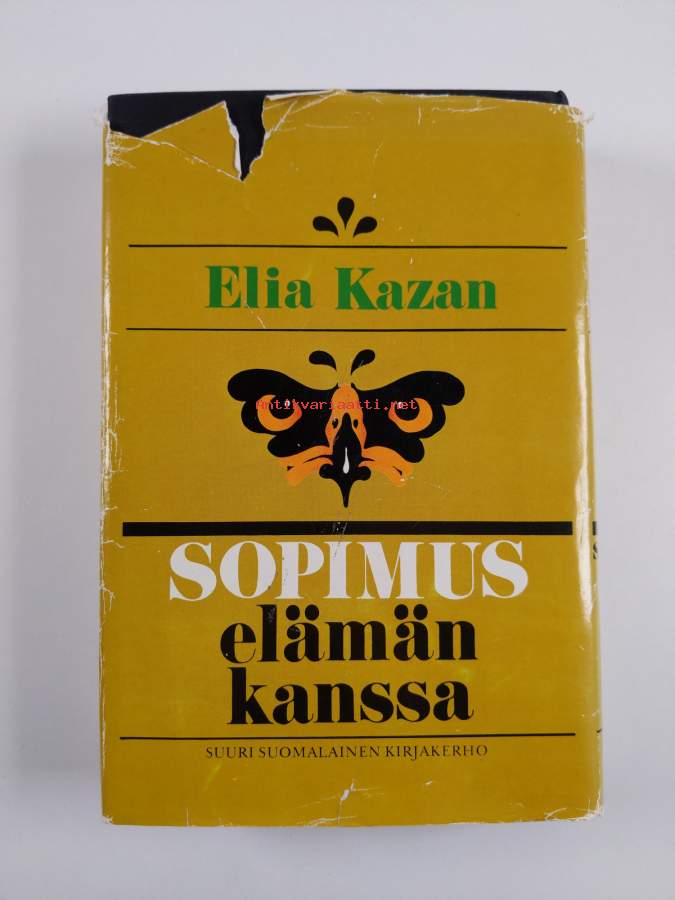 Elia Kazan
antikvariaatti.net
SOPIMUS
elämän
kanssa
SUURI SUOMALAINEN KIRJAKERHO